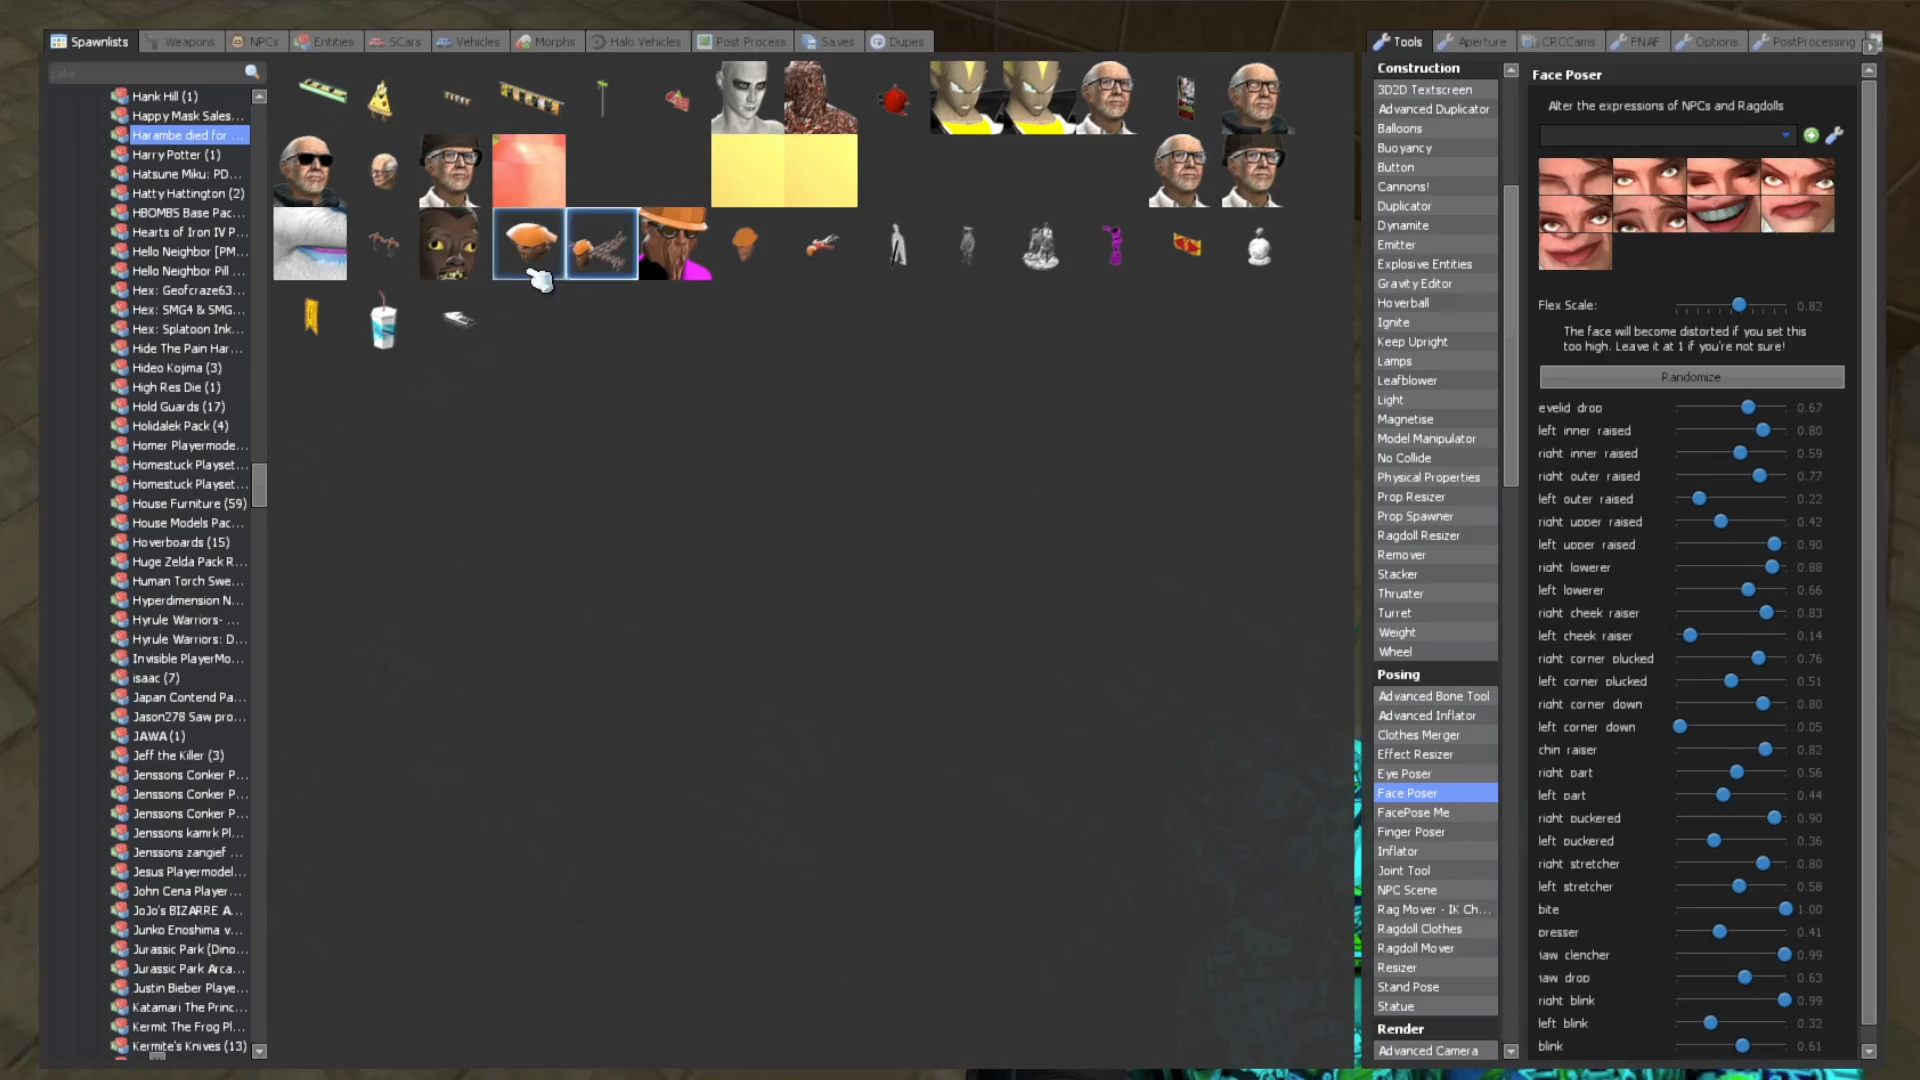 Spawnlists
Weapons
NPCs
Entities
SCars
Vehicles
Morphs
Halo Vehicles
Post Process
Saves
Dupes
cake
Hank Hill (1)
Happy Mask Sales...
Harambe died for ...
Harry Potter (1)
Hatsune Miku: PD...
Hatty Hattington (2)
HBOMBS Base Pac...
Hearts of Iron IV P...
Hello Neighbor [PM...
Hello Neighbor Pill ...
Hex: Geofcraze63...
Hex: SMG4 & SMG...
Hex: Splatoon Ink...
Hide The Pain Har...
Hideo Kojima (3)
High Res Die (1)
Hold Guards (17)
Holidalek Pack (4)
Homer Playermode...
Homestuck Playset...
Homestuck Playset...
House Furniture (59)
House Models Pac...
Hoverboards (15)
Huge Zelda Pack R...
Human Torch Swe...
Hyperdimension N...
Hyrule Warriors- ...
Hyrule Warriors: D...
Invisible PlayerMo...
isaac (7)
Japan Contend Pa...
Jason278 Saw pro...
JAWA (1)
Jeff the Killer (3)
Jenssons Conker P...
Jenssons Conker P...
Jenssons Conker P...
Jenssons kamrk Pl...
Jenssons zangief ...
Jesus Playermodel...
John Cena Player...
JoJo's BIZARRE A...
Junko Enoshima v...
Jurassic Park (Dino...
Jurassic Park Arca...
Justin Bieber Playe...
Katamari The Princ...
Kermit The Frog Pl...
Kermite's Knives (13)
Tools
Aperture
CRCCams
FNAF
Options
PostProcessing
Construction
3D2D Textscreen
Advanced Duplicator
Balloons
Buoyancy
Button
Cannons!
Duplicator
Dynamite
Emitter
Explosive Entities
Gravity Editor
Hoverball
Ignite
Keep Upright
Lamps
Leafblower
Light
Magnetise
Model Manipulator
No Collide
Physical Properties
Prop Resizer
Prop Spawner
Ragdoll Resizer
Remover
Stacker
Thruster
Turret
Weight
Wheel
Posing
Advanced Bone Tool
Advanced Inflator
Clothes Merger
Effect Resizer
Eye Poser
Face Poser
FacePose Me
Finger Poser
Inflator
Joint Tool
NPC Scene
Rag Mover - IK Ch...
Ragdoll Clothes
Ragdoll Mover
Resizer
Stand Pose
Statue
Render
Advanced Camera
Face Poser
Alter the expressions of NPCs and Ragdolls
Flex Scale: 0.82
The face will become distorted if you set this
too high. Leave it at 1 if you're not sure!
Randomize
eyelid drop 0.67
left inner raised 0.80
right inner raised 0.59
right outer raised 0.77
left outer raised 0.22
right upper raised 0.42
left upper raised 0.90
right lowerer 0.88
left lowerer 0.66
right cheek raiser 0.83
left cheek raiser 0.14
right corner plucked 0.76
left corner plucked 0.51
right corner down 0.80
left corner down 0.05
chin raiser 0.82
right part 0.56
left part 0.44
right puckered 0.90
left puckered 0.36
right stretcher 0.80
left stretcher 0.58
bite 1.00
presser 0.41
jaw clencher 0.99
jaw drop 0.63
right blink 0.99
left blink 0.32
blink 0.61